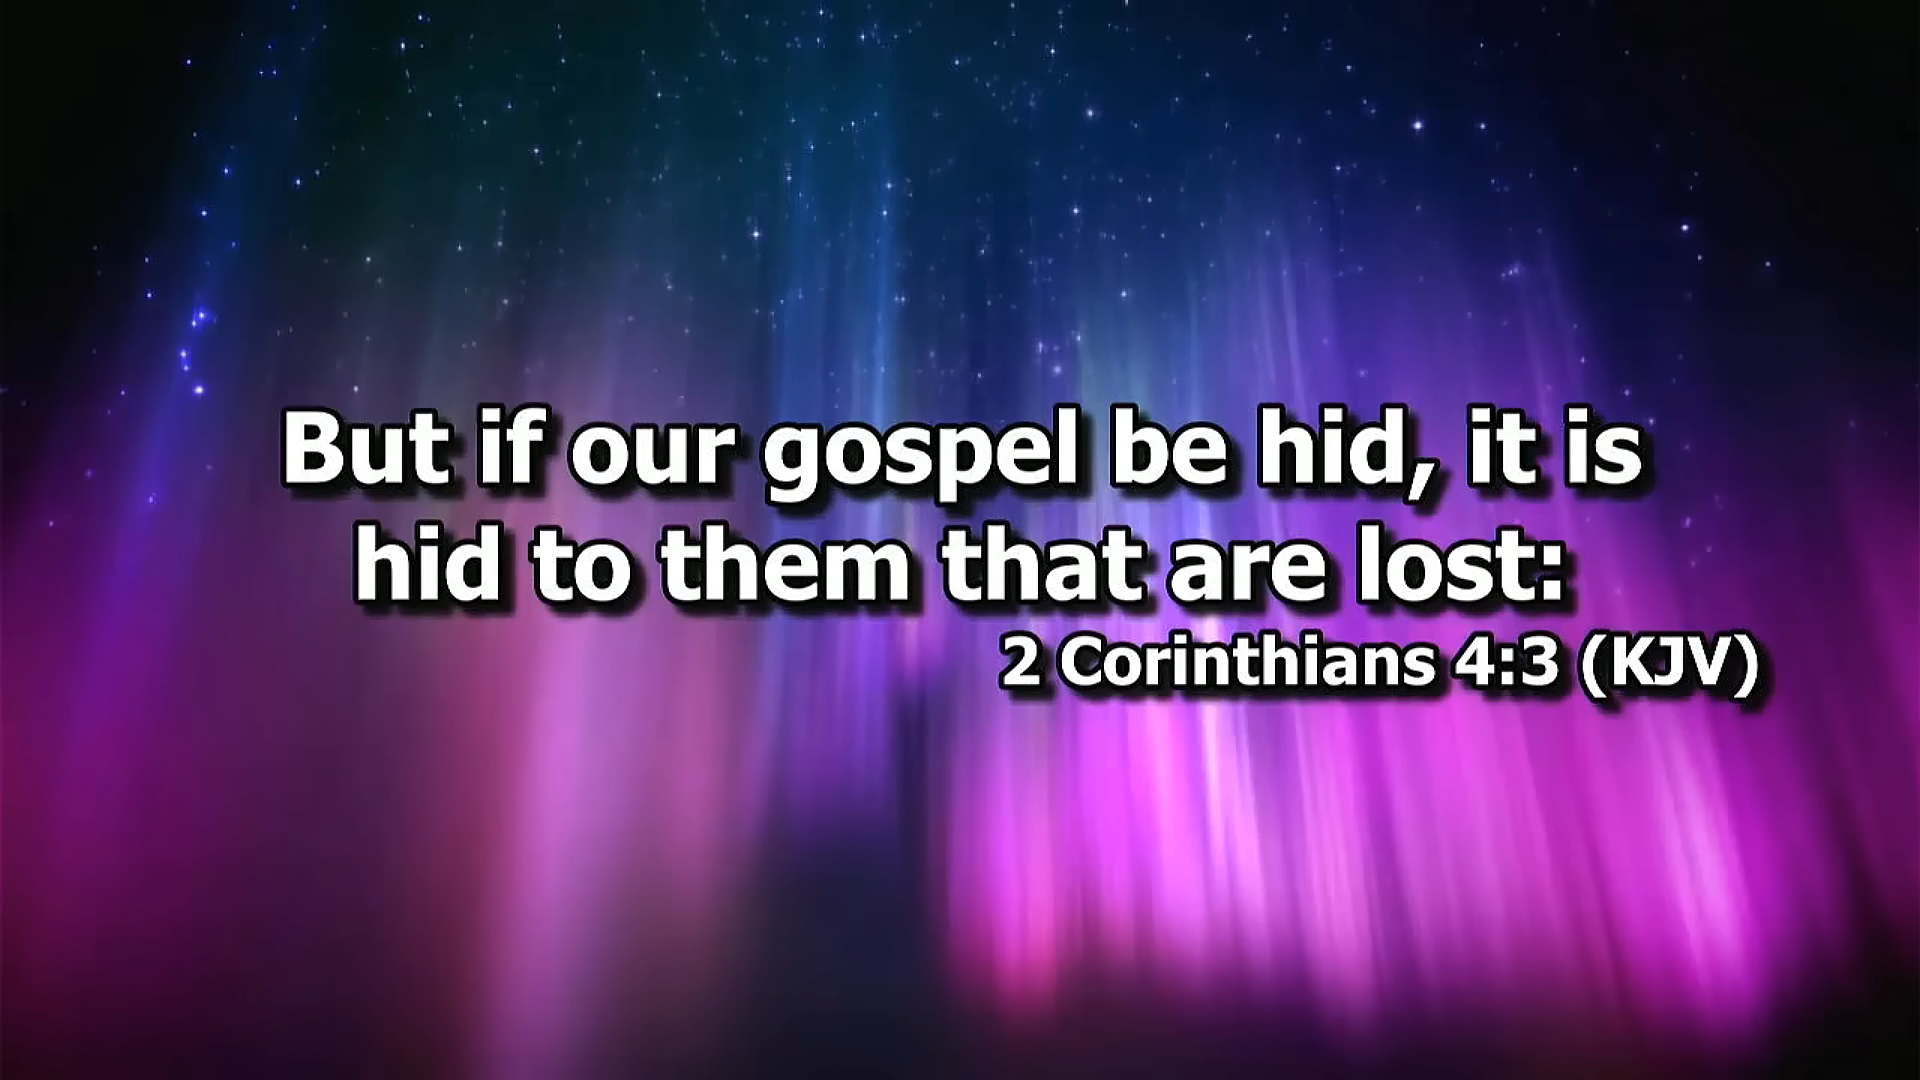 But if our gospel be hid, it is
hid to them that are lost:
2 Corinthians 4:3 (KJV)